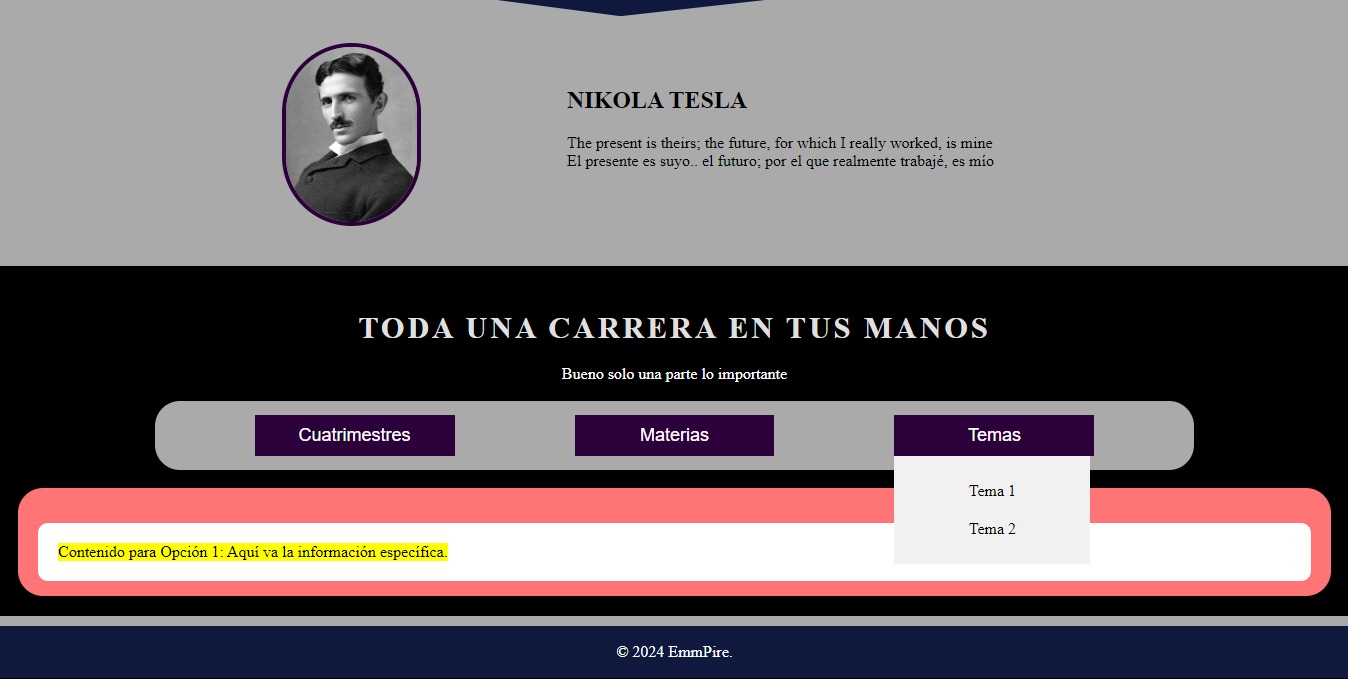 NIKOLA TESLA
The present is theirs; the future, for which I really worked, is mine
El presente es suyo.. el futuro; por el que realmente trabajé, es mío
TODA UNA CARRERA EN TUS MANOS
Bueno solo una parte lo importante
Cuatrimestres
Materias
Temas
Tema 1
Tema 2
Contenido para Opción 1: Aquí va la información específica.
© 2024 EmmPire.